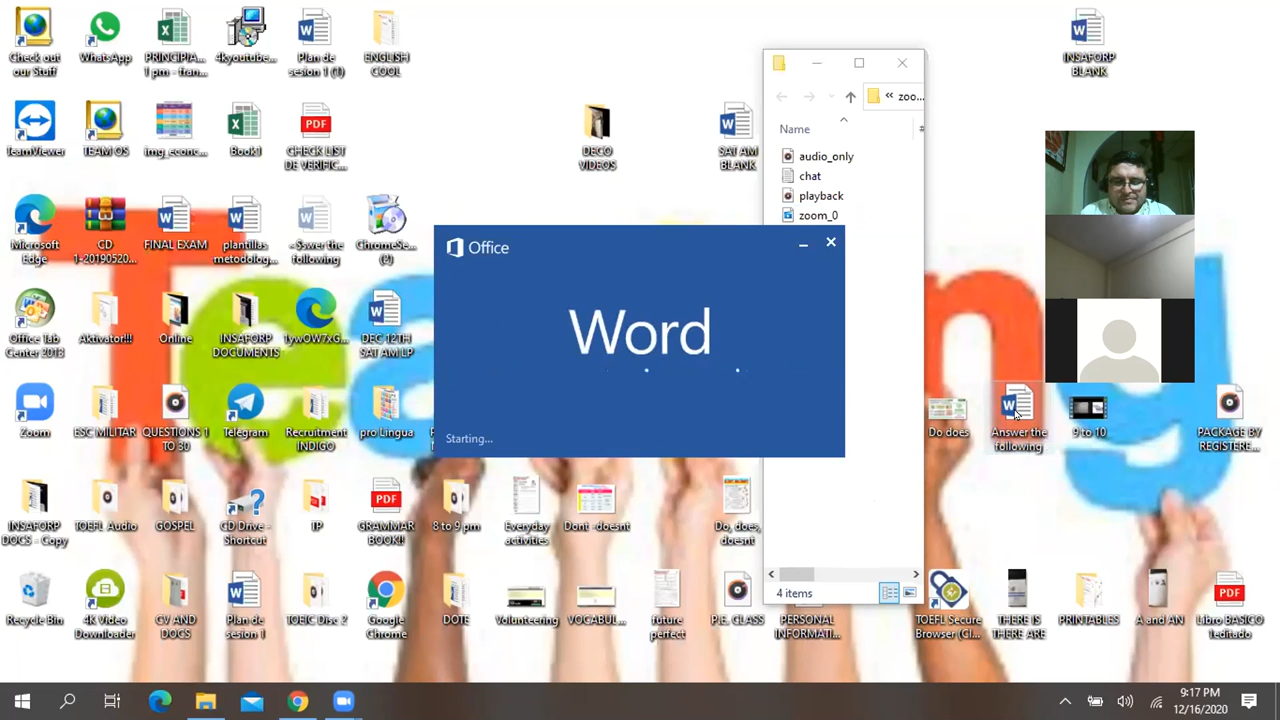 Check out
our Stuff
WhatsApp
PRINCIPIA...
1 pm - fran...
4kyoutube...
Plan de
sesion 1 (1)
ENGLISH
COOL
INSAFORP
BLANK
TeamViewer
TEAM OS
img_econc...
Book1
CHECK LIST
DE VERIFIC...
DECO
VIDEOS
SAT AM
BLANK
zoo...
Name
audio_only
chat
playback
zoom_0
4 items
Microsoft
Edge
CD
1-20190520...
FINAL EXAM
plantillas
metodolog...
~$swer the
following
ChromeSe...
(2)
Office
Word
Starting...
Office Tab
Center 2013
Aktivator!!!
Online
INSAFORP
DOCUMENTS
1ywOW7xG...
DEC 12TH
SAT AM LP
Zoom
ESC MILITAR
QUESTIONS 1
TO 30
Telegram
Recruitment
INDIGO
pro Lingua
Do does
Answer the
following
9 to 10
PACKAGE BY
REGISTERE...
INSAFORP
DOCS - Copy
TOEFL Audio
GOSPEL
CD Drive -
Shortcut
TP
GRAMMAR
BOOK!!
8 to 9 pm
Everyday
activities
Dont -doesnt
Do, does,
doesnt
Recycle Bin
4K Video
Downloader
CV AND
DOCS
Plan de
sesion 1
TOEIC Disc 2
Google
Chrome
DOTE
Volunteering
VOCABUL...
future
perfect
P.E. CLASS
PERSONAL
INFORMATI...
TOEFL Secure
Browser (Cl...
THERE IS
THERE ARE
PRINTABLES
A and AN
Libro BASICO
1editado
9:17 PM
12/16/2020